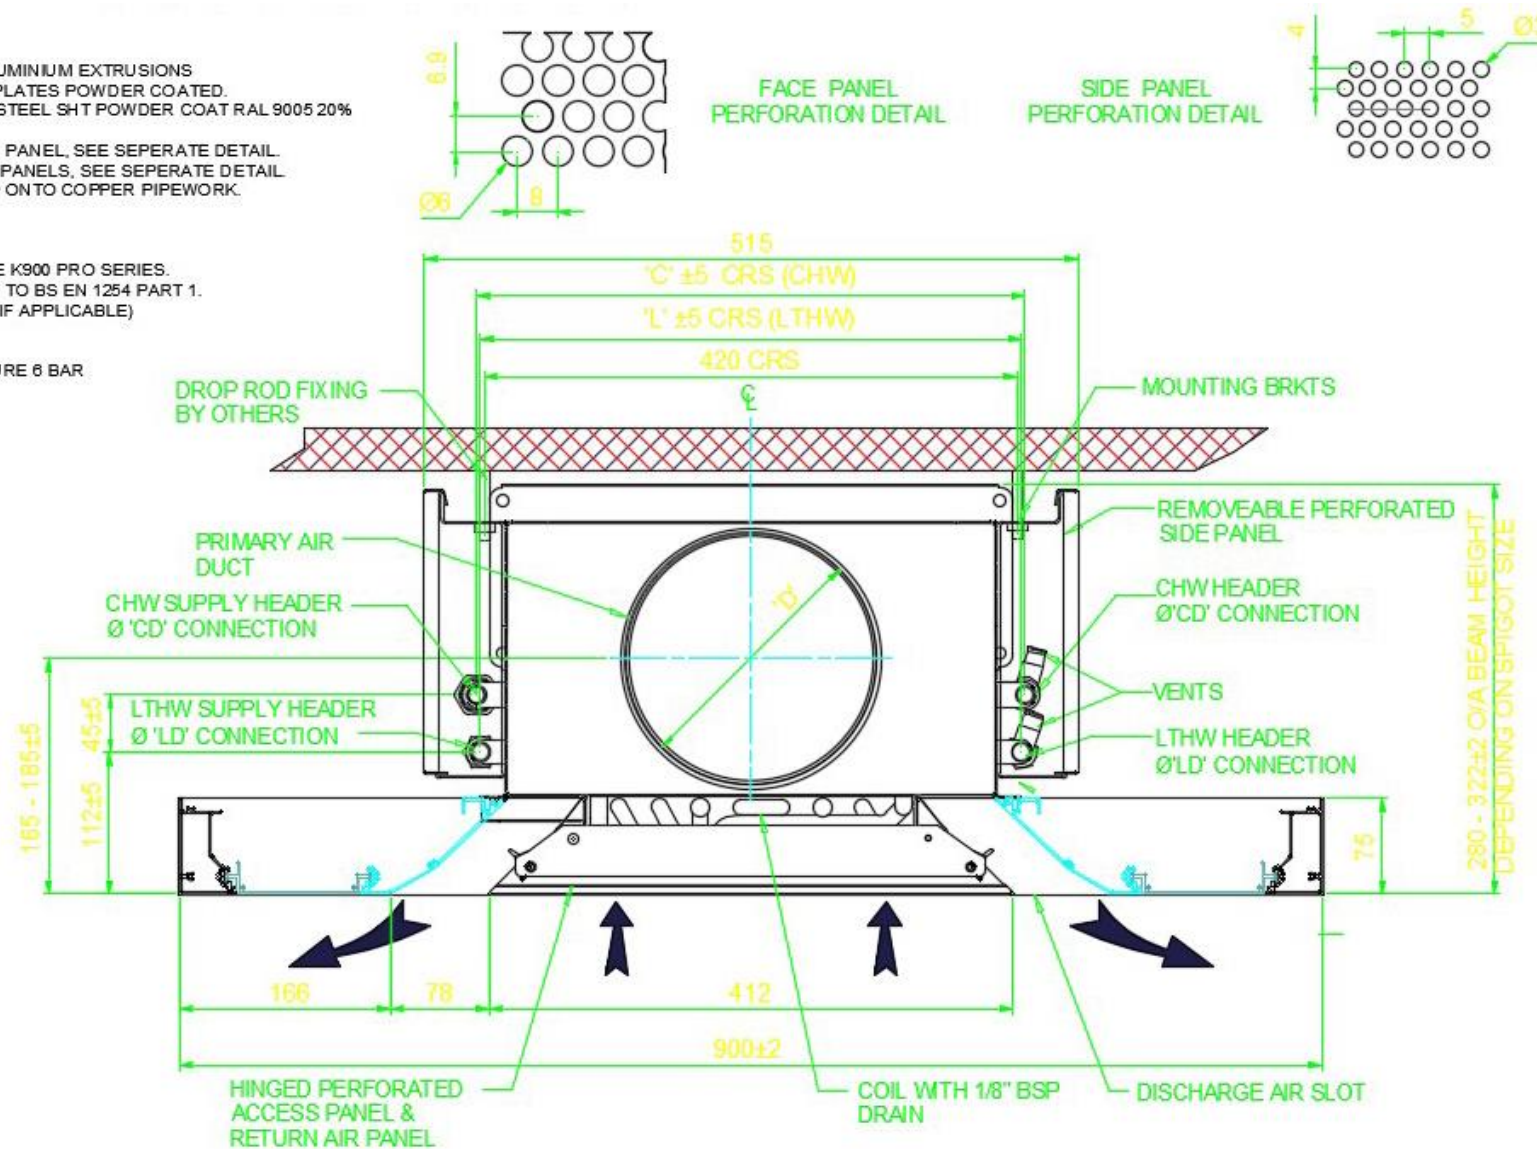 UMINIUM EXTRUSIONS
PLATES POWDER COATED.
STEEL SHT POWDER COAT RAL 9005 20%
PANEL, SEE SEPERATE DETAIL.
PANELS, SEE SEPERATE DETAIL
ONTO COPPER PIPEWORK.
E K900 PRO SERIES.
TO BS EN 1254 PART 1.
IF APPLICABLE)
RE 6 BAR
6.9
Ø6
8
FACE PANEL
PERFORATION DETAIL
SIDE PANEL
PERFORATION DETAIL
4
5
515
'C' ±5 CRS (CHW)
'L' ±5 CRS (LTHW)
420 CRS
℄
DROP ROD FIXING
BY OTHERS
MOUNTING BRKTS
PRIMARY AIR
DUCT
REMOVEABLE PERFORATED
SIDE PANEL
CHW SUPPLY HEADER
Ø 'CD' CONNECTION
CHW HEADER
Ø'CD' CONNECTION
'D'
VENTS
LTHW SUPPLY HEADER
Ø 'LD' CONNECTION
LTHW HEADER
Ø'LD' CONNECTION
165 - 185±5
45±5
112±5
75
280 - 322±2 O/A BEAM HEIGHT
DEPENDING ON SPIGOT SIZE
166
78
412
900±2
HINGED PERFORATED
ACCESS PANEL &
RETURN AIR PANEL
COIL WITH 1/8" BSP
DRAIN
DISCHARGE AIR SLOT